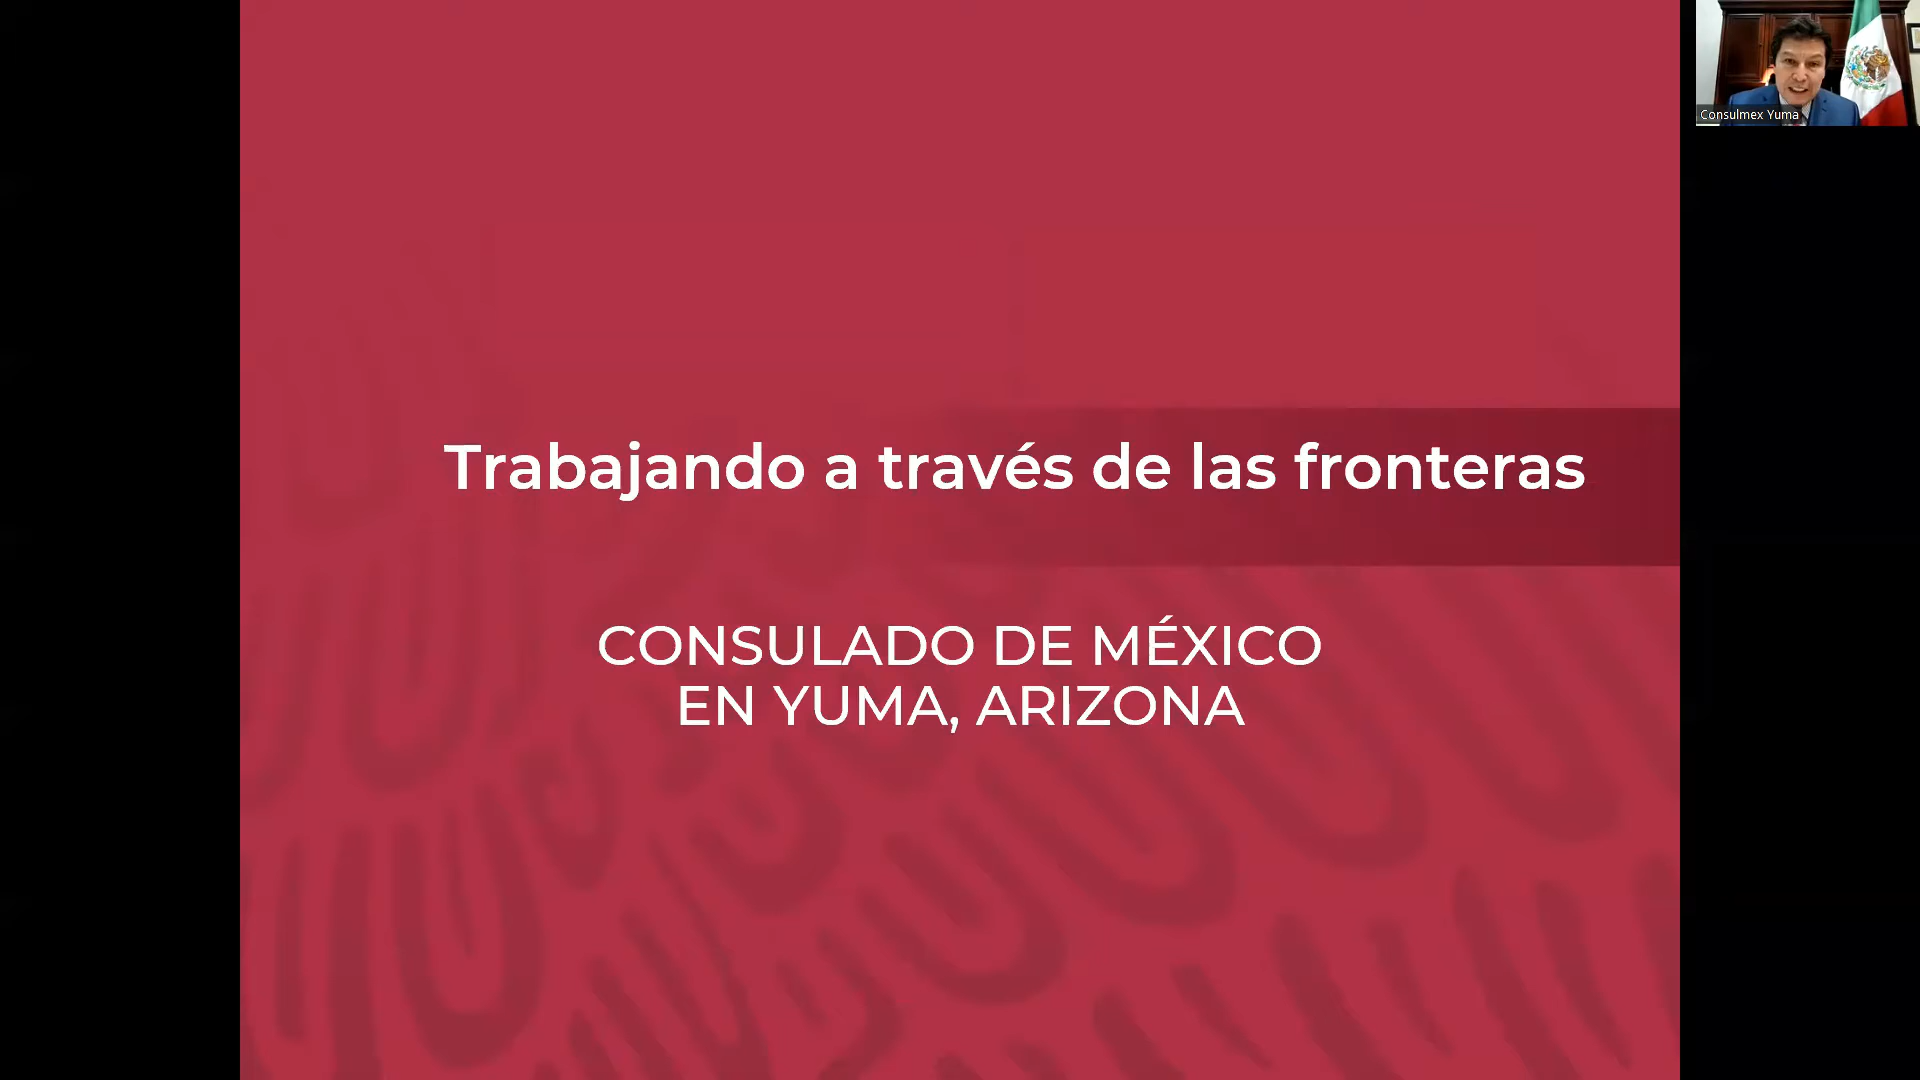 Trabajando a través de las fronteras
CONSULADO DE MÉXICO
EN YUMA, ARIZONA
Consulmex Yuma